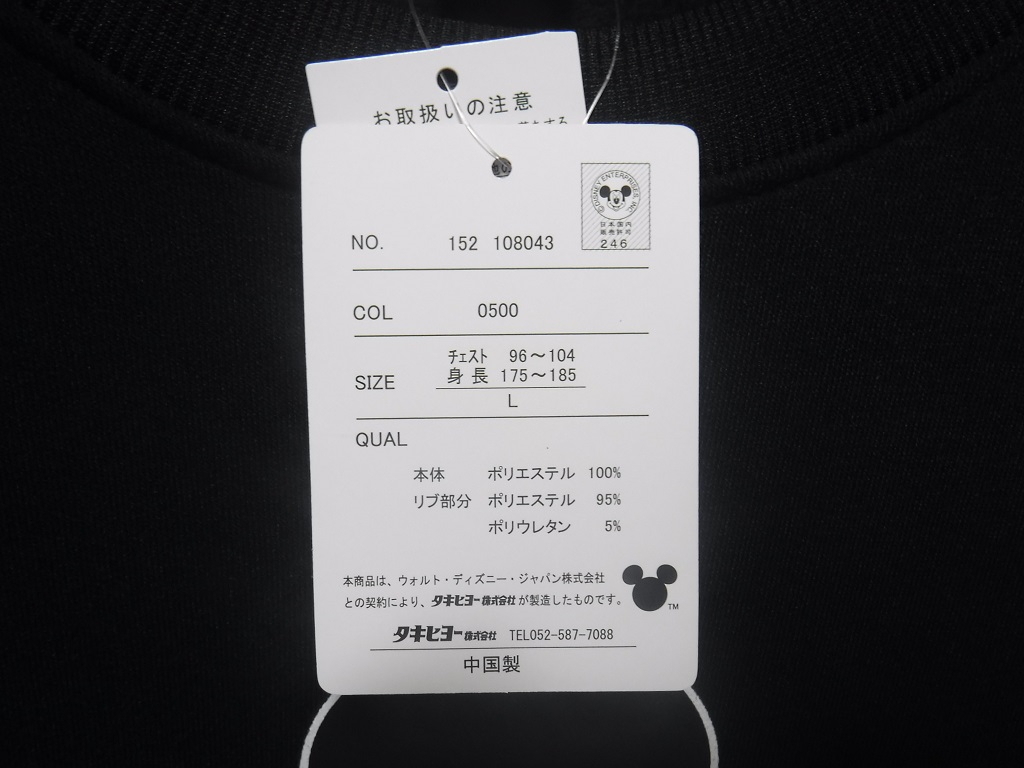 お取扱いの注意
© DISNEY ENTERPRISES, INC.
日本国内
販売許可
246
NO. 152 108043
COL 0500
チェスト 96～104
SIZE 身長 175～185
L
QUAL
本体 ポリエステル 100%
リブ部分 ポリエステル 95%
ポリウレタン 5%
本商品は、ウォルト・ディズニー・ジャパン株式会社
との契約により、タキヒヨー株式会社が製造したものです。
TM
タキヒヨー株式会社 TEL052-587-7088
中国製